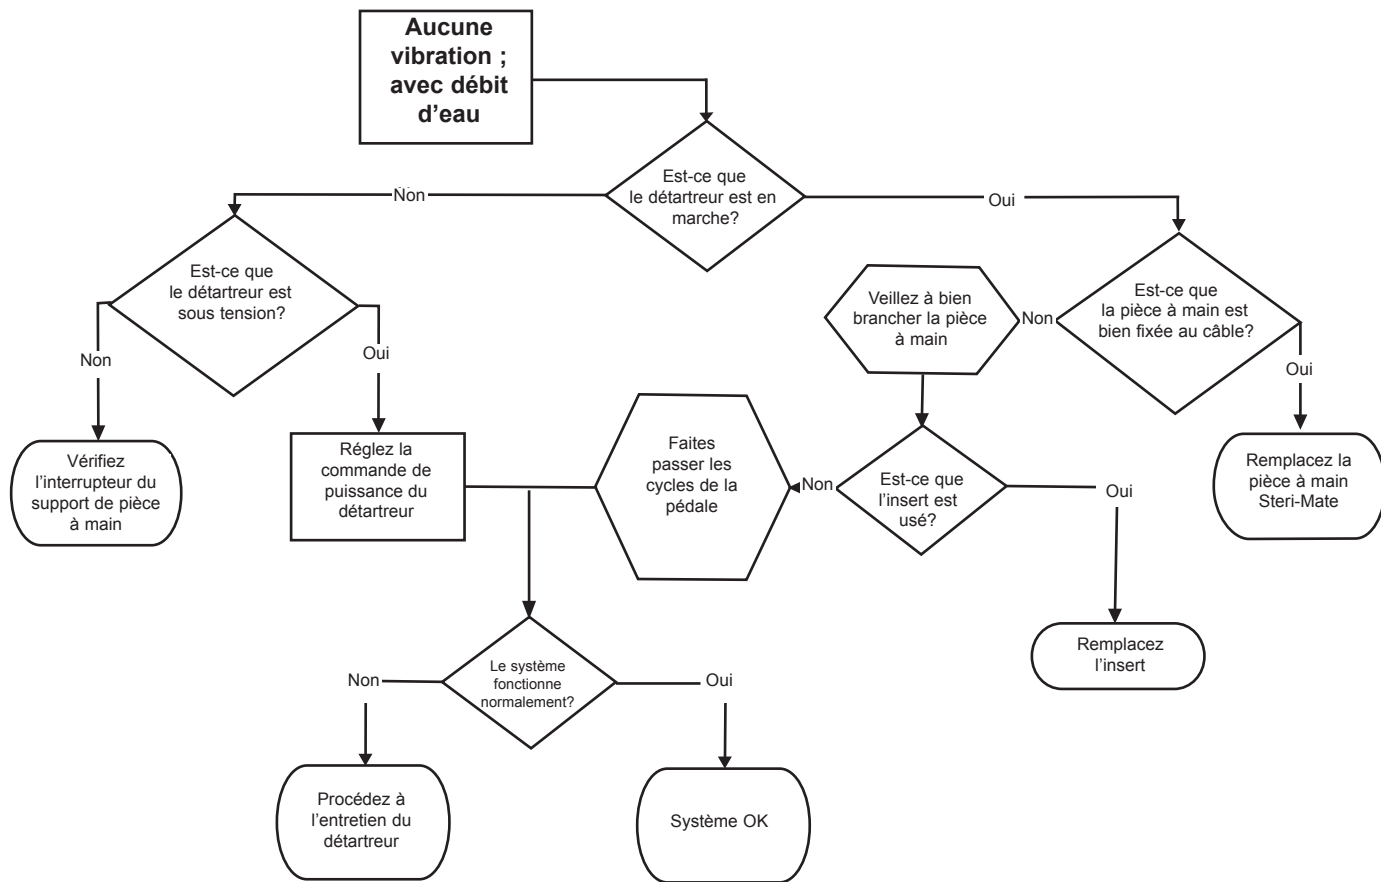 Aucune
vibration ;
avec débit
d’eau
Est-ce que
le détartreur est en
marche?
Non
Oui
Est-ce que
le détartreur est
sous tension?
Veillez à bien
brancher la pièce
à main
Non
Est-ce que
la pièce à main est
bien fixée au câble?
Non
Oui
Oui
Vérifiez
l’interrupteur du
support de pièce
à main
Réglez la
commande de
puissance du
détartreur
Faites
passer les
cycles de la
pédale
Non
Est-ce que
l’insert est
usé?
Oui
Remplacez la
pièce à main
Steri-Mate
Remplacez
l’insert
Non
Le système
fonctionne
normalement?
Oui
Procédez à
l’entretien du
détartreur
Système OK